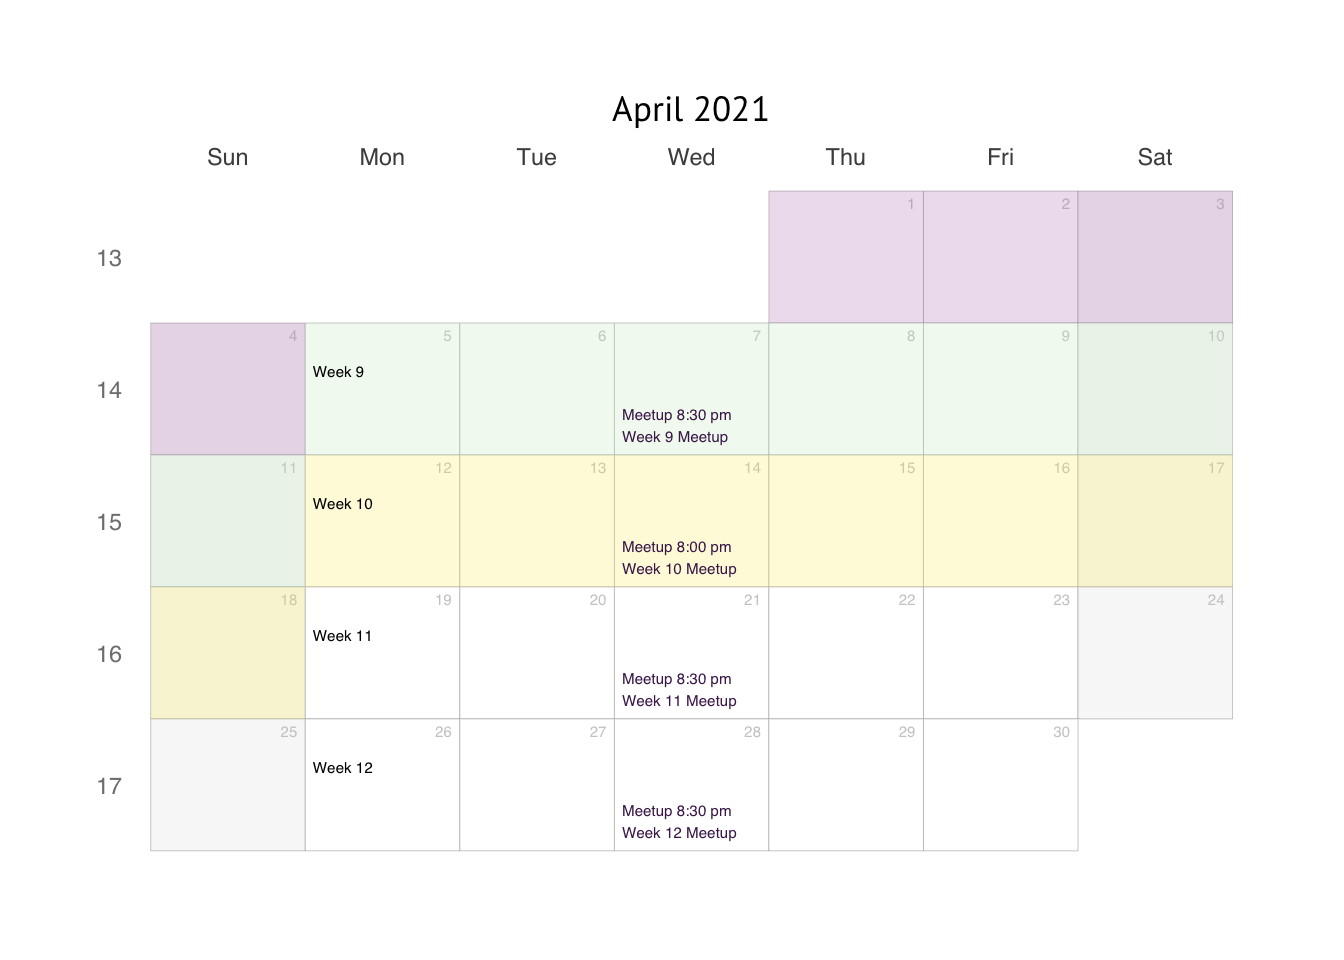 April 2021
Sun Mon Tue Wed Thu Fri Sat
13
1 2 3
14
4 5 6 7 8 9 10
Week 9
Meetup 8:30 pm
Week 9 Meetup
15
11 12 13 14 15 16 17
Week 10
Meetup 8:00 pm
Week 10 Meetup
16
18 19 20 21 22 23 24
Week 11
Meetup 8:30 pm
Week 11 Meetup
17
25 26 27 28 29 30
Week 12
Meetup 8:30 pm
Week 12 Meetup